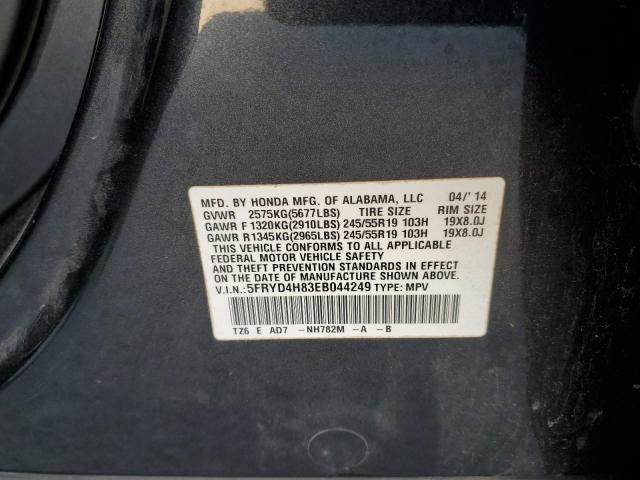 MFD. BY HONDA MFG. OF ALABAMA, LLC 04/'14
GVWR 2575KG(5677LBS) TIRE SIZE RIM SIZE
GAWR F 1320KG(2910LBS) 245/55R19 103H 19X8.0J
GAWR R 1345KG(2965LBS) 245/55R19 103H 19X8.0J
THIS VEHICLE CONFORMS TO ALL APPLICABLE
FEDERAL MOTOR VEHICLE SAFETY
AND THEFT PREVENTION STANDARDS IN EFFECT
ON THE DATE OF MANUFACTURE SHOWN ABOVE.
V.I.N.: 5FRYD4H83EB044249 TYPE: MPV
TZ6 E AD7 -NH782M -A -B